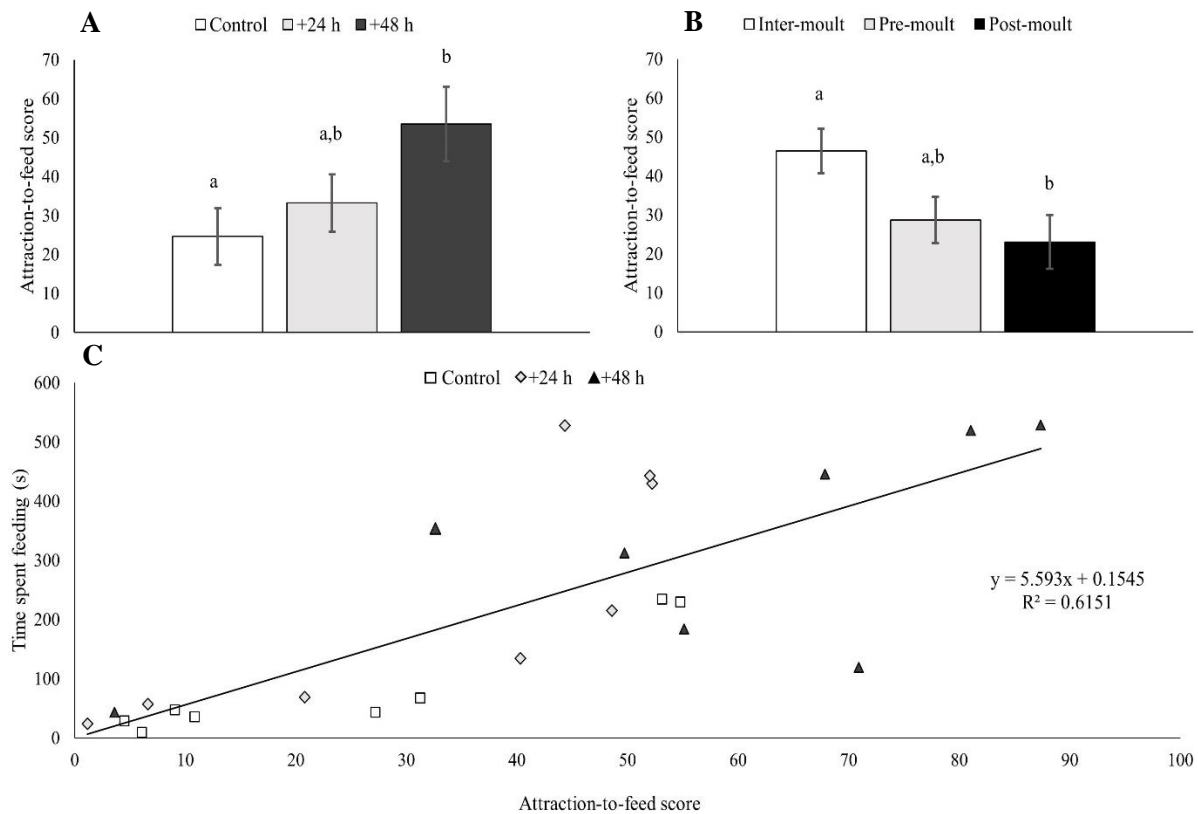 A
Control +24 h +48 h
Attraction-to-feed score
70
60
50
40
30
20
10
0
a
a,b
b
B
Inter-moult Pre-moult Post-moult
Attraction-to-feed score
70
60
50
40
30
20
10
0
a
a,b
b
C
Control +24 h +48 h
Time spent feeding (s)
600
500
400
300
200
100
0
y = 5.593x + 0.1545
R² = 0.6151
0 10 20 30 40 50 60 70 80 90 100
Attraction-to-feed score